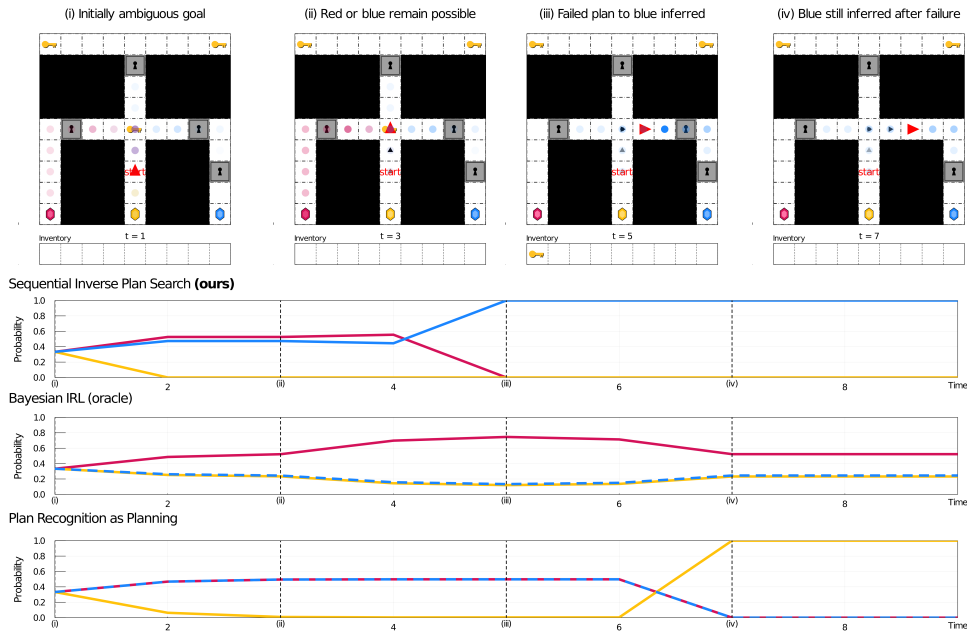 (i) Initially ambiguous goal
(ii) Red or blue remain possible
(iii) Failed plan to blue inferred
(iv) Blue still inferred after failure
start
start
start
start
t = 1
t = 3
t = 5
t = 7
Inventory
Inventory
Inventory
Inventory
Sequential Inverse Plan Search (ours)
Probability
1.0
0.8
0.6
0.4
0.2
0.0
(i)
2
(ii)
4
(iii)
6
(iv)
8
Time
Bayesian IRL (oracle)
Probability
1.0
0.8
0.6
0.4
0.2
0.0
(i)
2
(ii)
4
(iii)
6
(iv)
8
Time
Plan Recognition as Planning
Probability
1.0
0.8
0.6
0.4
0.2
0.0
(i)
2
(ii)
4
(iii)
6
(iv)
8
Time